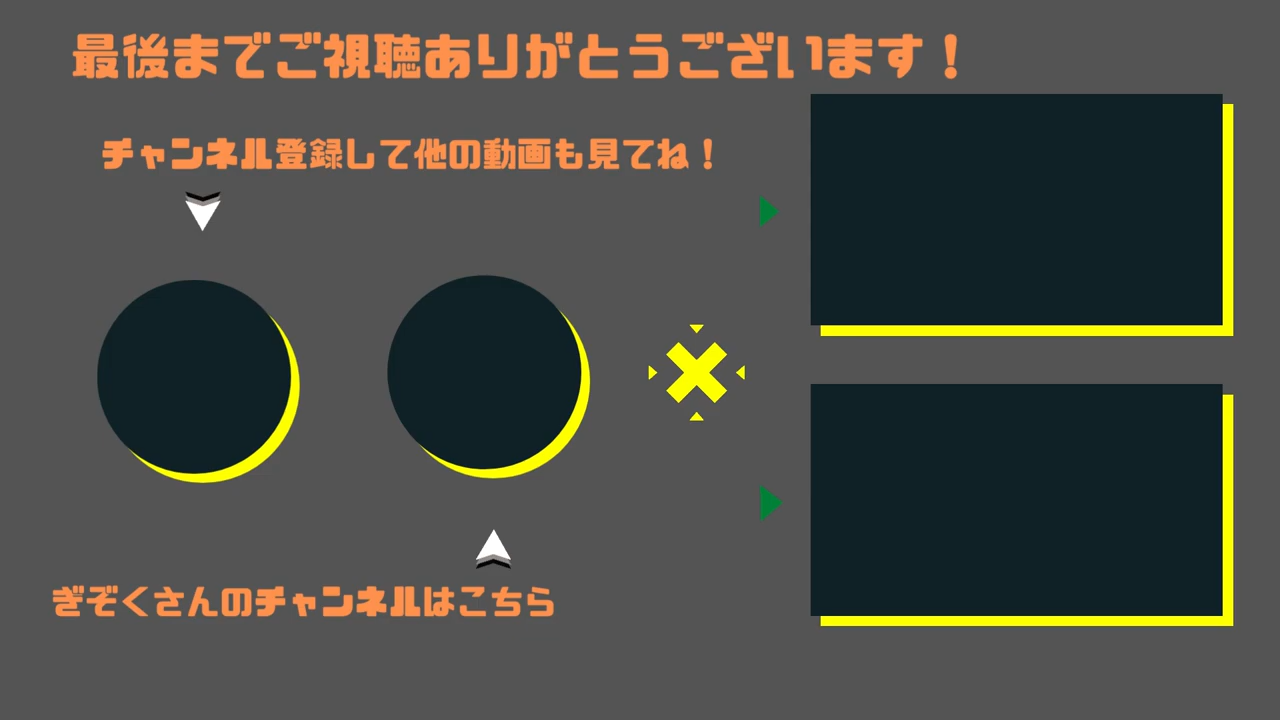 最後までご視聴ありがとうございます！
チャンネル登録して他の動画も見てね！
ぎぞくさんのチャンネルはこちら